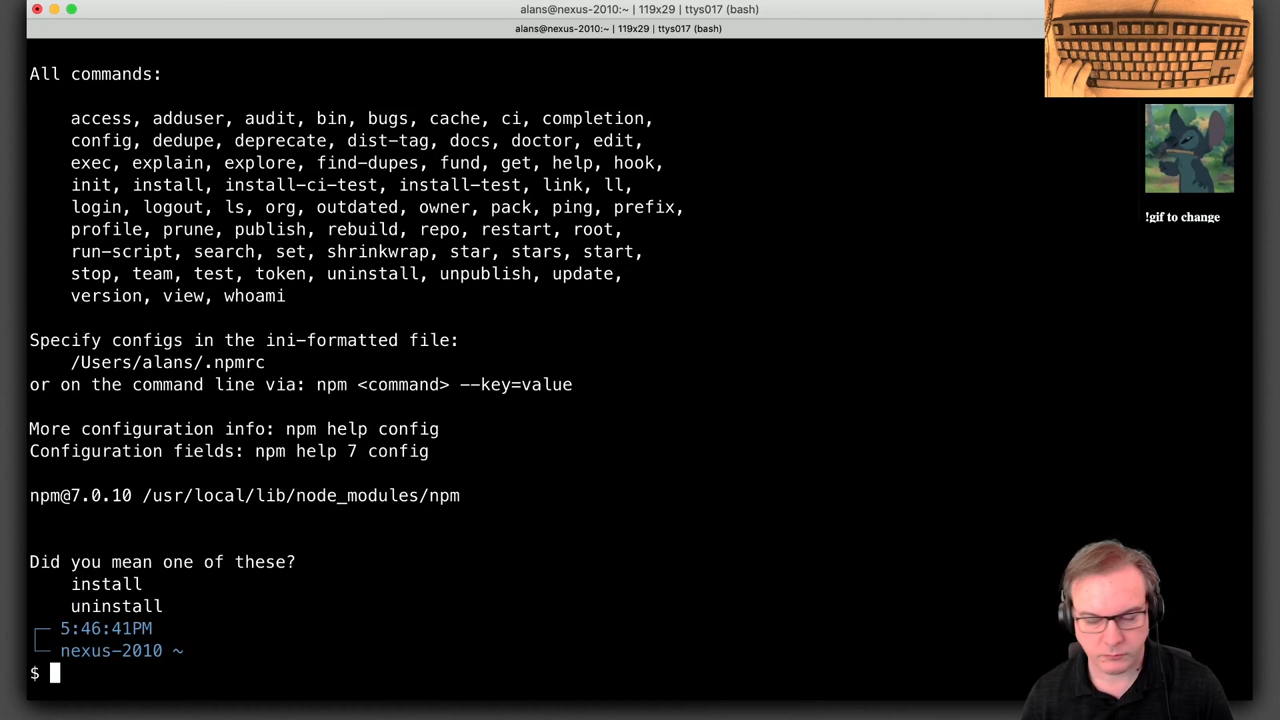 alans@nexus-2010:~ | 119x29 | ttys017 (bash)
alans@nexus-2010:~ | 119x29 | ttys017 (bash)
All commands:
access, adduser, audit, bin, bugs, cache, ci, completion,
config, dedupe, deprecate, dist-tag, docs, doctor, edit,
exec, explain, explore, find-dupes, fund, get, help, hook,
init, install, install-ci-test, install-test, link, ll,
login, logout, ls, org, outdated, owner, pack, ping, prefix,
profile, prune, publish, rebuild, repo, restart, root,
run-script, search, set, shrinkwrap, star, stars, start,
stop, team, test, token, uninstall, unpublish, update,
version, view, whoami
Specify configs in the ini-formatted file:
/Users/alans/.npmrc
or on the command line via: npm <command> --key=value
More configuration info: npm help config
Configuration fields: npm help 7 config
npm@7.0.10 /usr/local/lib/node_modules/npm
Did you mean one of these?
install
uninstall
5:46:41PM
nexus-2010 ~
$
!gif to change